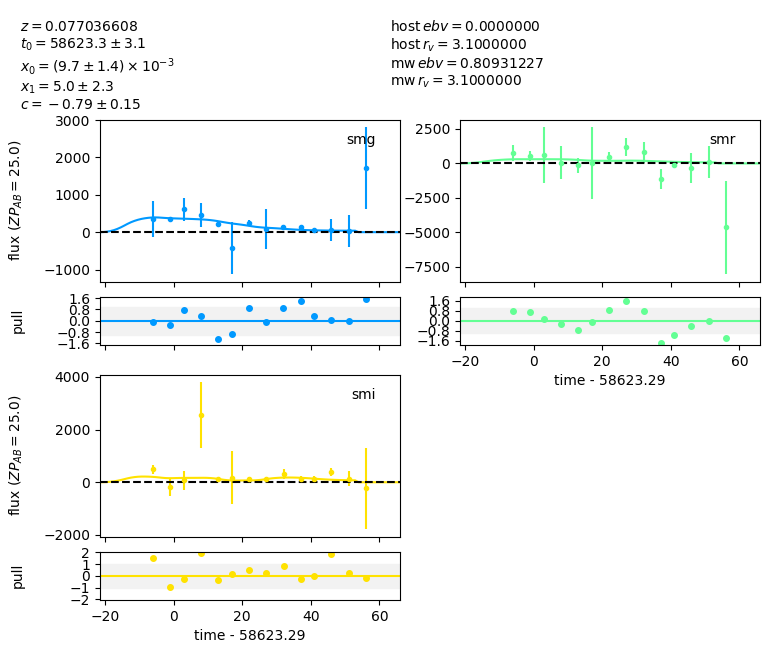 z = 0.077036608
t₀ = 58623.3 ± 3.1
x₀ = (9.7 ± 1.4) × 10⁻³
x₁ = 5.0 ± 2.3
c = −0.79 ± 0.15
host ebv = 0.0000000
host r_v = 3.1000000
mw ebv = 0.80931227
mw r_v = 3.1000000
flux (ZP_AB = 25.0)
3000
2000
1000
0
−1000
smg
2500
0
−2500
−5000
−7500
smr
pull
1.6
0.8
0.0
−0.8
−1.6
1.6
0.8
0.0
−0.8
−1.6
−20
0
20
40
60
time - 58623.29
flux (ZP_AB = 25.0)
4000
2000
0
−2000
smi
pull
2
1
0
−1
−2
−20
0
20
40
60
time - 58623.29